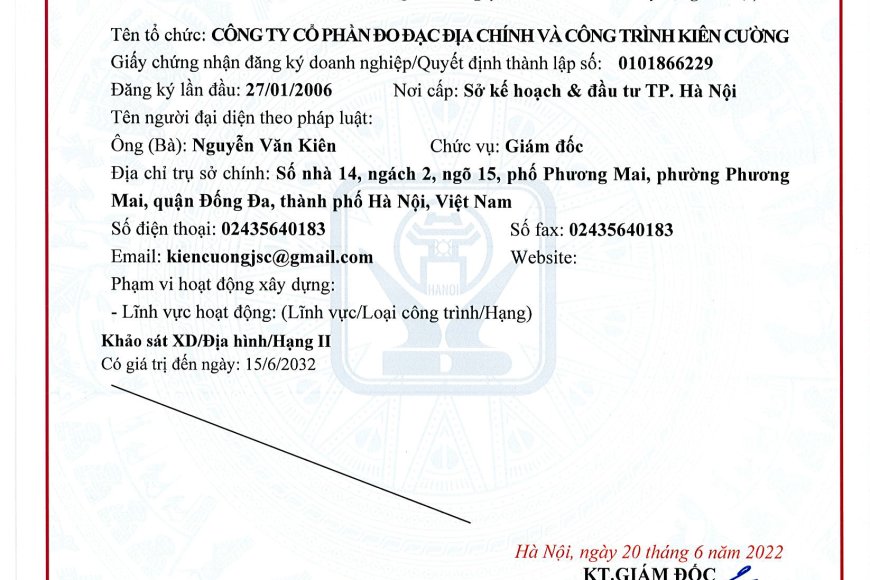 Tên tổ chức: CÔNG TY CỔ PHẦN ĐO ĐẠC ĐỊA CHÍNH VÀ CÔNG TRÌNH KIÊN CƯỜNG
Giấy chứng nhận đăng ký doanh nghiệp/Quyết định thành lập số: 0101866229
Đăng ký lần đầu: 27/01/2006 Nơi cấp: Sở kế hoạch & đầu tư TP. Hà Nội
Tên người đại diện theo pháp luật:
Ông (Bà): Nguyễn Văn Kiên Chức vụ: Giám đốc
Địa chỉ trụ sở chính: Số nhà 14, ngách 2, ngõ 15, phố Phương Mai, phường Phương
Mai, quận Đống Đa, thành phố Hà Nội, Việt Nam
Số điện thoại: 02435640183 Số fax: 02435640183
Email: kiencuongjsc@gmail.com Website:
HANOI
Phạm vi hoạt động xây dựng:
- Lĩnh vực hoạt động: (Lĩnh vực/Loại công trình/Hạng)
Khảo sát XD/Địa hình/Hạng II
Có giá trị đến ngày: 15/6/2032
Hà Nội, ngày 20 tháng 6 năm 2022
KT.GIÁM ĐỐC